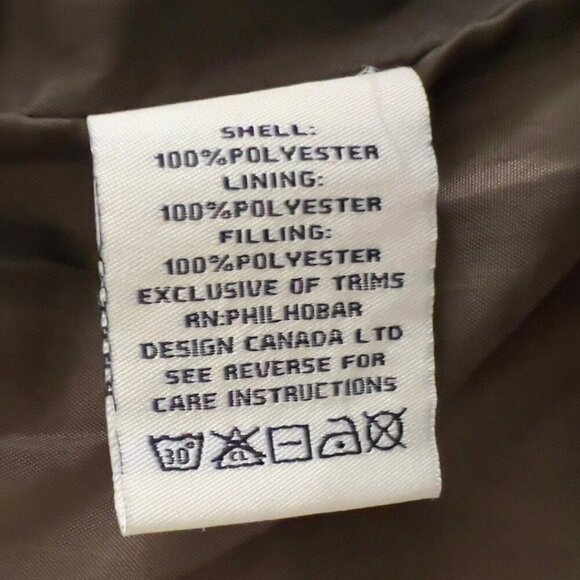 SHELL:
100%POLYESTER
LINING:
100%POLYESTER
FILLING:
100%POLYESTER
EXCLUSIVE OF TRIMS
RN:PHILHOBAR
DESIGN CANADA LTD
SEE REVERSE FOR
CARE INSTRUCTIONS
30° CL